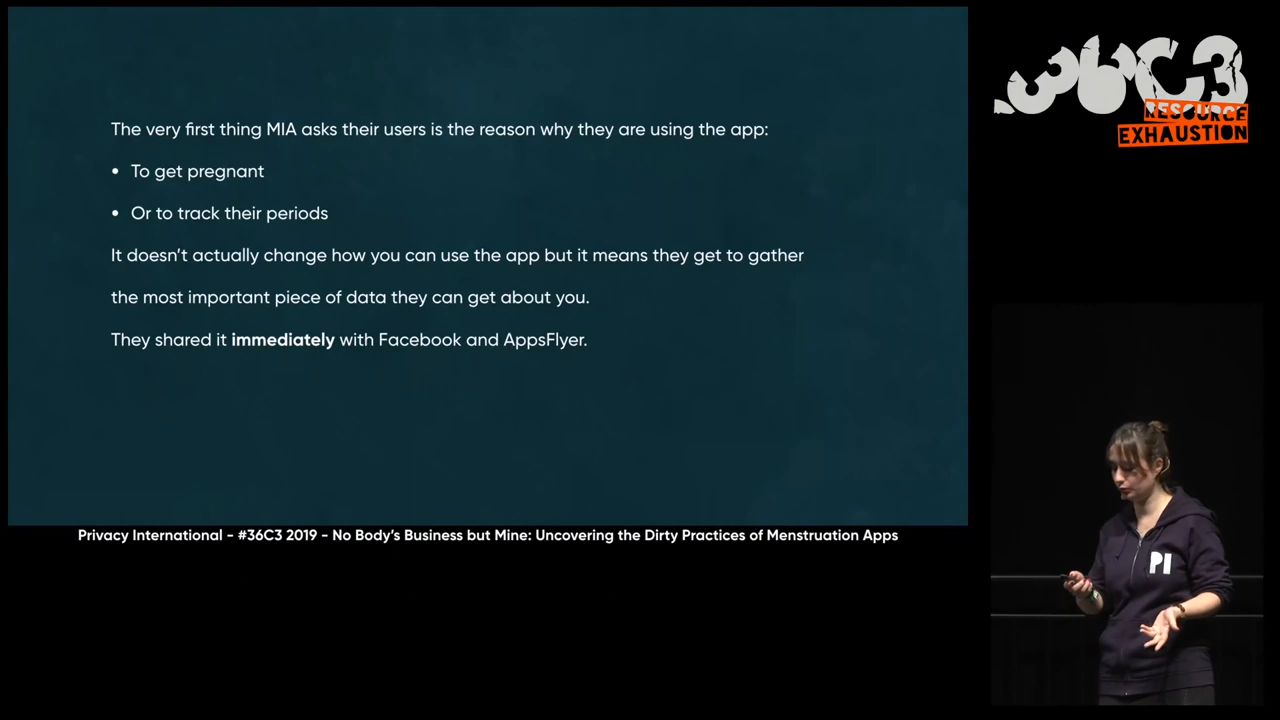 The very first thing MIA asks their users is the reason why they are using the app:
• To get pregnant
• Or to track their periods
It doesn't actually change how you can use the app but it means they get to gather
the most important piece of data they can get about you.
They shared it immediately with Facebook and AppsFlyer.
Privacy International - #36C3 2019 - No Body's Business but Mine: Uncovering the Dirty Practices of Menstruation Apps
36C3
RESOURCE
EXHAUSTION
PI